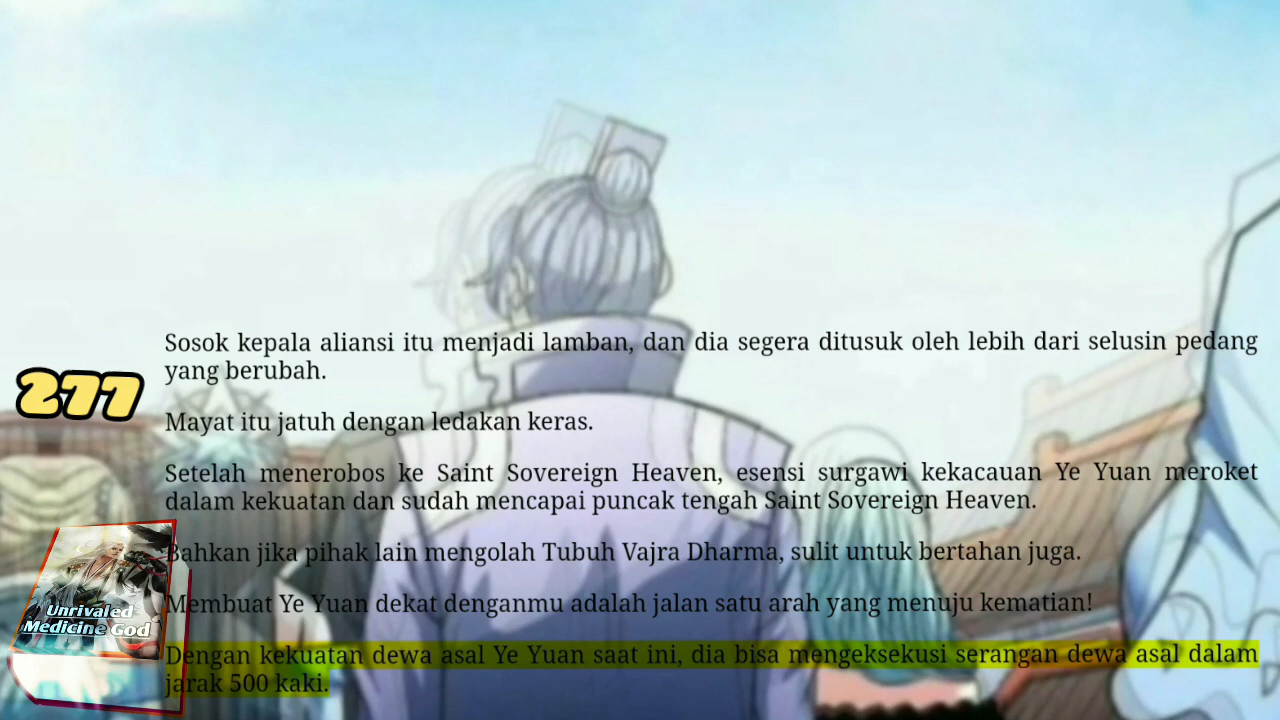 Sosok kepala aliansi itu menjadi lamban, dan dia segera ditusuk oleh lebih dari selusin pedang
yang berubah.
277
Mayat itu jatuh dengan ledakan keras.
Setelah menerobos ke Saint Sovereign Heaven, esensi surgawi kekacauan Ye Yuan meroket
dalam kekuatan dan sudah mencapai puncak tengah Saint Sovereign Heaven.
Bahkan jika pihak lain mengolah Tubuh Vajra Dharma, sulit untuk bertahan juga.
Membuat Ye Yuan dekat denganmu adalah jalan satu arah yang menuju kematian!
Unrivaled
Medicine God
Dengan kekuatan dewa asal Ye Yuan saat ini, dia bisa mengeksekusi serangan dewa asal dalam
jarak 500 kaki.